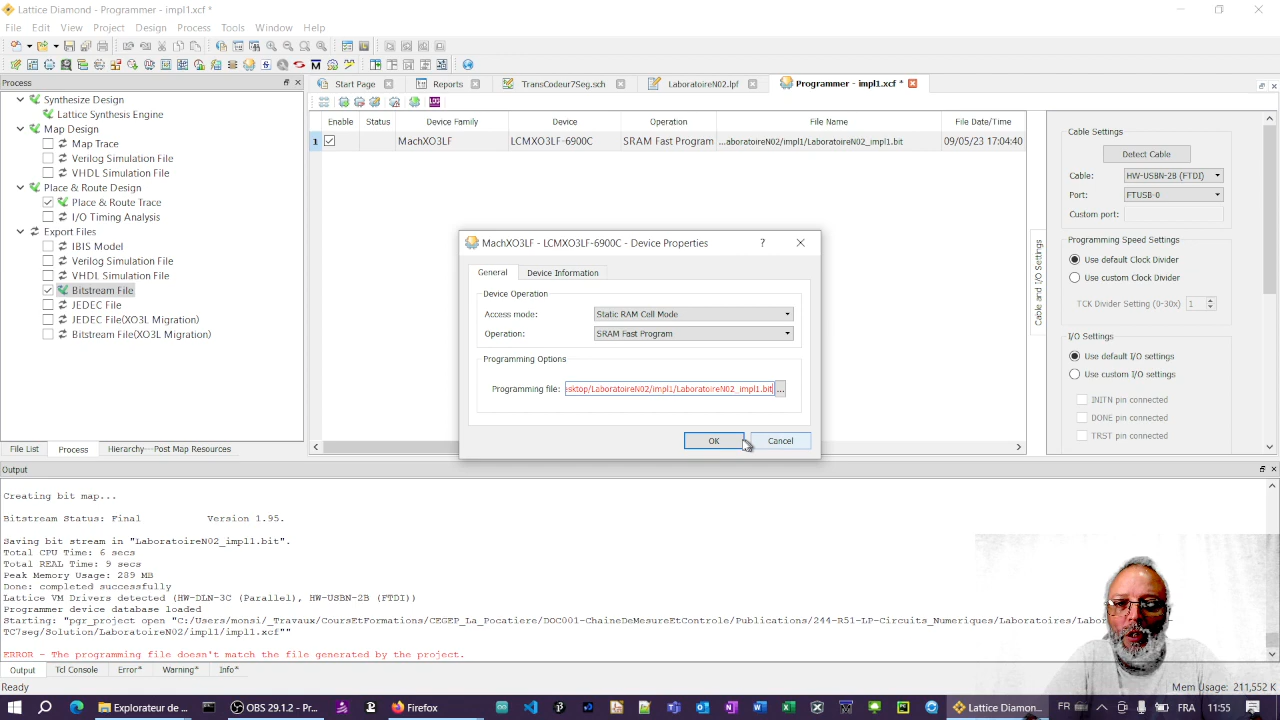 Lattice Diamond - Programmer - impl1.xcf *
File Edit View Project Design Process Tools Window Help
Process
Start Page Reports TransCodeur7Seg.sch LaboratoireN02.lpf Programmer - impl1.xcf *
Synthesize Design
Lattice Synthesis Engine
Map Design
Map Trace
Verilog Simulation File
VHDL Simulation File
Place & Route Design
Place & Route Trace
I/O Timing Analysis
Export Files
IBIS Model
Verilog Simulation File
VHDL Simulation File
Bitstream File
JEDEC File
JEDEC File(XO3L Migration)
Bitstream File(XO3L Migration)
File List Process Hierarchy Post Map Resources
LOG
Enable Status Device Family Device Operation File Name File Date/Time
1 MachXO3LF LCMXO3LF-6900C SRAM Fast Program ...aboratoireN02/impl1/LaboratoireN02_impl1.bit 09/05/23 17:04:40
MachXO3LF - LCMXO3LF-6900C - Device Properties
General Device Information
Device Operation
Access mode: Static RAM Cell Mode
Operation: SRAM Fast Program
Programming Options
Programming file: esktop/LaboratoireN02/impl1/LaboratoireN02_impl1.bit ...
OK Cancel
Cable and I/O Settings
Cable Settings
Detect Cable
Cable: HW-USBN-2B (FTDI)
Port: FTUSB-0
Custom port:
Programming Speed Settings
Use default Clock Divider
Use custom Clock Divider
TCK Divider Setting (0-30x) 1
I/O Settings
Use default I/O settings
Use custom I/O settings
INITN pin connected
DONE pin connected
TRST pin connected
Output
Creating bit map...
Bitstream Status: Final Version 1.95.
Saving bit stream in "LaboratoireN02_impl1.bit".
Total CPU Time: 6 secs
Total REAL Time: 9 secs
Peak Memory Usage: 289 MB
Done: completed successfully
Lattice VM Drivers detected (HW-DLN-3C (Parallel), HW-USBN-2B (FTDI))
Programmer device database loaded
Starting: "pgr_project open "C:/Users/monsi/_Travaux/CoursEtFormations/CEGEP_La_Pocatiere/DOC001-ChaineDeMesureEtControle/Publications/244-R51-LP-Circuits_Numeriques/Laboratoires/Labor
TC7seg/Solution/LaboratoireN02/impl1/impl1.xcf""
ERROR - The programming file doesn't match the file generated by the project.
Output Tcl Console Error* Warning* Info*
Ready Mem Usage: 211,552 K
Explorateur de ... OBS 29.1.2 - Pr... Firefox Lattice Diamon... FR FRA 11:55